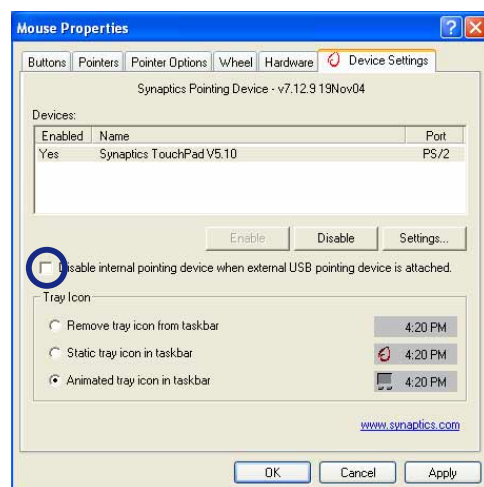 Mouse Properties
Buttons Pointers Pointer Options Wheel Hardware Device Settings
Synaptics Pointing Device - v7.12.9 19Nov04
Devices:
Enabled Name Port
Yes Synaptics TouchPad V5.10 PS/2
Enable Disable Settings...
Disable internal pointing device when external USB pointing device is attached.
Tray Icon
Remove tray icon from taskbar 4:20 PM
Static tray icon in taskbar 4:20 PM
Animated tray icon in taskbar 4:20 PM
www.synaptics.com
OK Cancel Apply